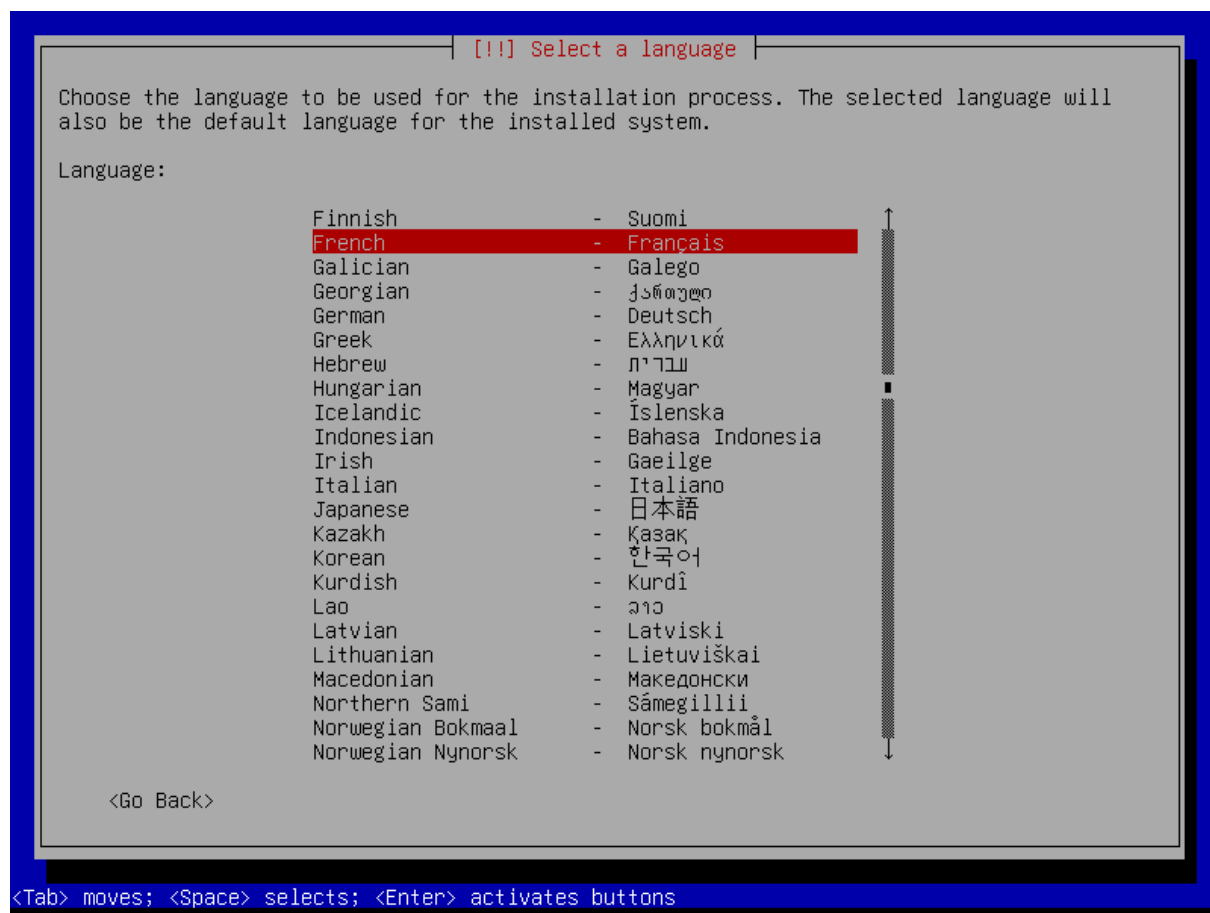 [!!] Select a language
Choose the language to be used for the installation process. The selected language will
also be the default language for the installed system.
Language:
Finnish - Suomi
French - Français
Galician - Galego
Georgian - ქართული
German - Deutsch
Greek - Ελληνικά
Hebrew - עברית
Hungarian - Magyar
Icelandic - Íslenska
Indonesian - Bahasa Indonesia
Irish - Gaeilge
Italian - Italiano
Japanese - 日本語
Kazakh - Қазақ
Korean - 한국어
Kurdish - Kurdî
Lao - ລາວ
Latvian - Latviski
Lithuanian - Lietuviškai
Macedonian - Македонски
Northern Sami - Sámegillii
Norwegian Bokmaal - Norsk bokmål
Norwegian Nynorsk - Norsk nynorsk
<Go Back>
<Tab> moves; <Space> selects; <Enter> activates buttons